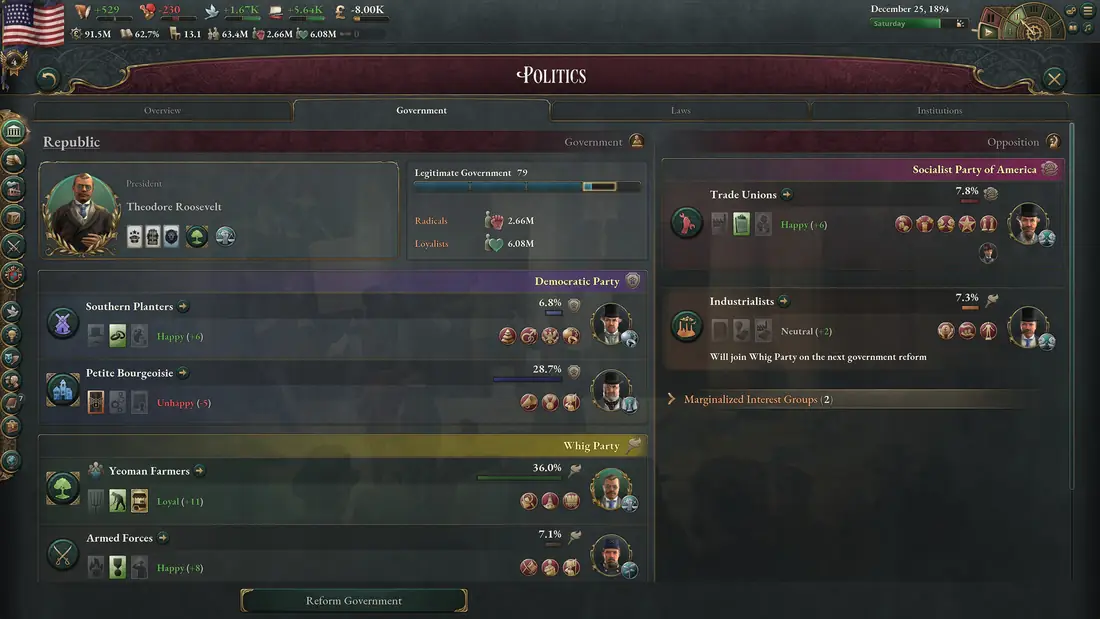 +529 -230 +1.67K +5.64K -8.00K
91.5M 62.7% 13.1 63.4M 2.66M 6.08M 0
December 25, 1894
Saturday
4
Politics
Overview Government Laws Institutions
Republic Government
President
Theodore Roosevelt
Legitimate Government 79
Radicals 2.66M
Loyalists 6.08M
Democratic Party
Southern Planters 6.8%
Happy (+6)
Petite Bourgeoisie 28.7%
Unhappy (-5)
Whig Party
Yeoman Farmers 36.0%
Loyal (+11)
Armed Forces 7.1%
Happy (+8)
Reform Government
Opposition
Socialist Party of America
Trade Unions 7.8%
Happy (+6)
Industrialists 7.3%
Neutral (+2)
Will join Whig Party on the next government reform
Marginalized Interest Groups (2)
7